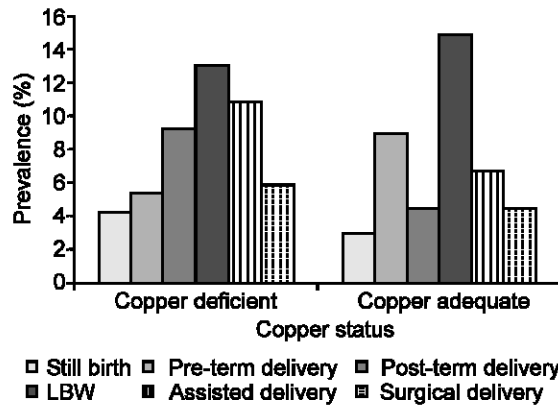 16
14
12
10
8
6
4
2
0
Prevalence (%)
Copper deficient Copper adequate
Copper status
Still birth Pre-term delivery Post-term delivery
LBW Assisted delivery Surgical delivery